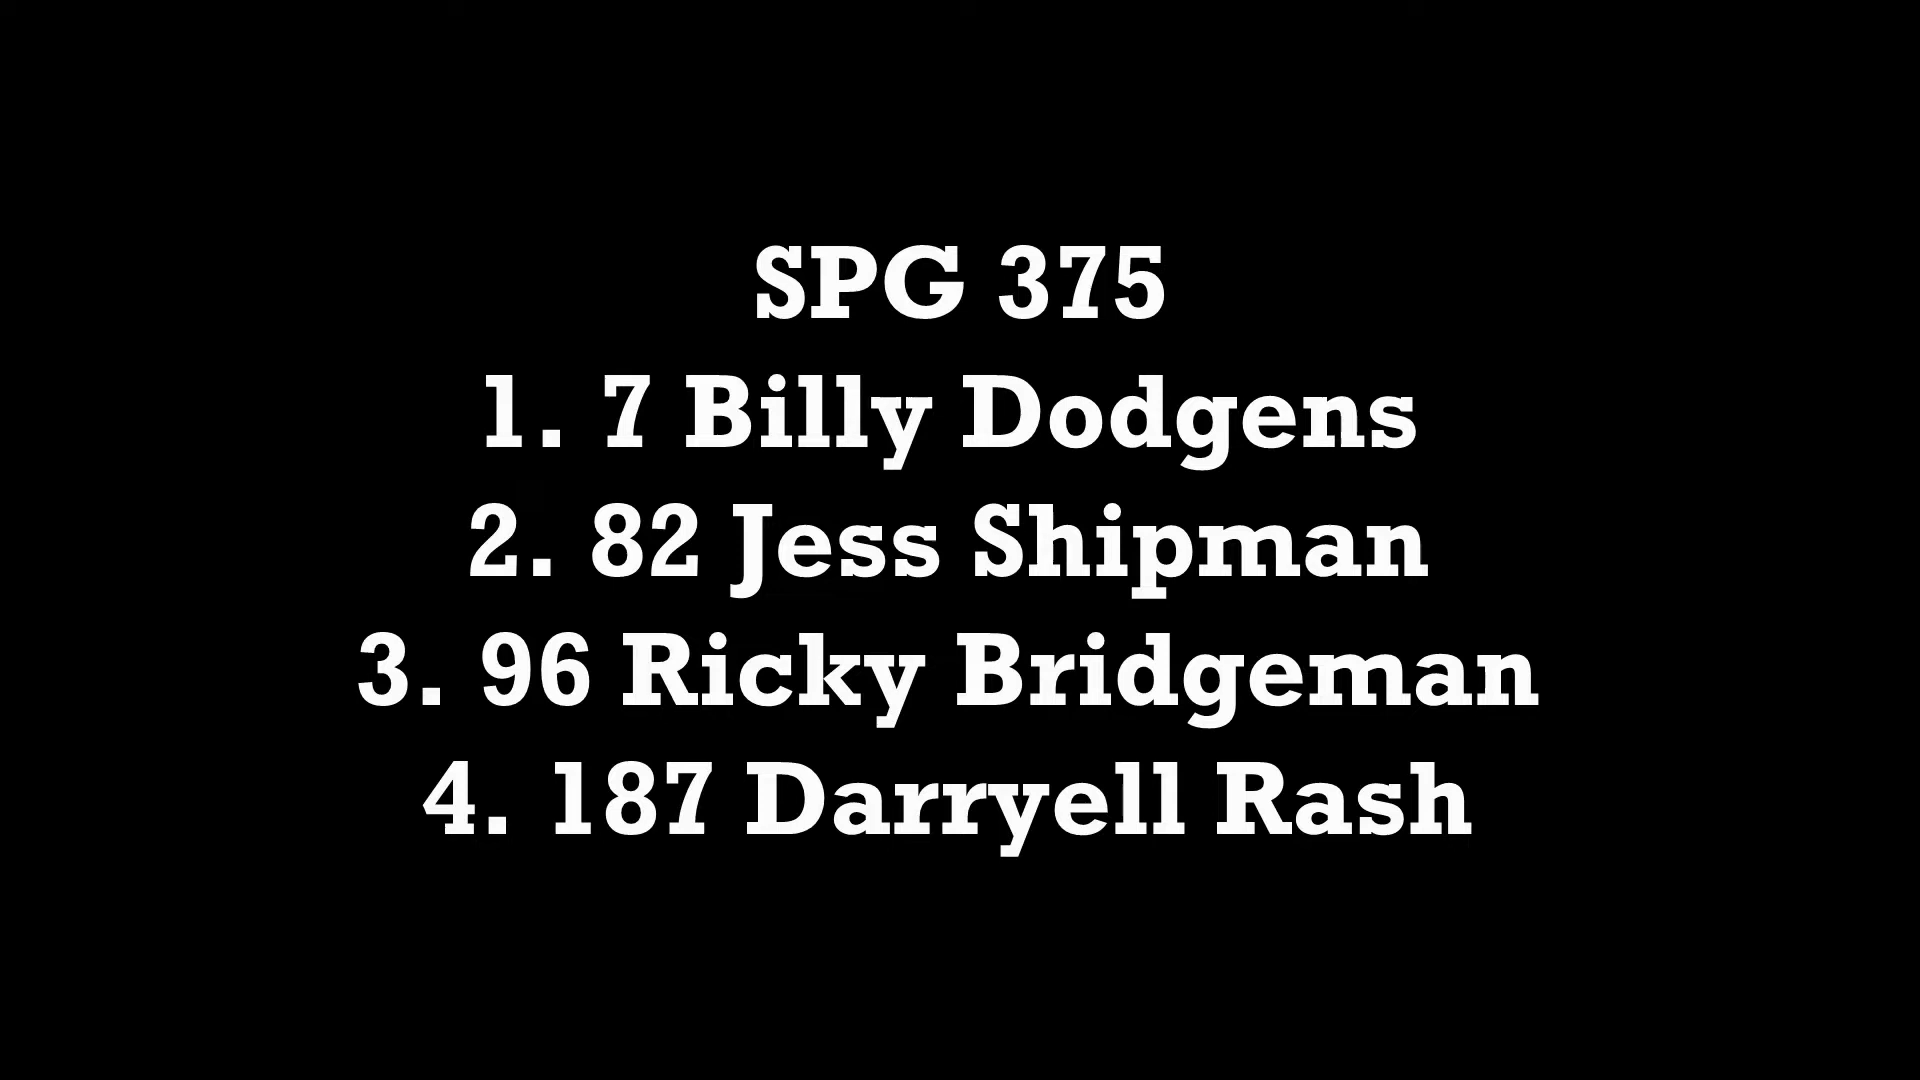 SPG 375
1. 7 Billy Dodgens
2. 82 Jess Shipman
3. 96 Ricky Bridgeman
4. 187 Darryell Rash